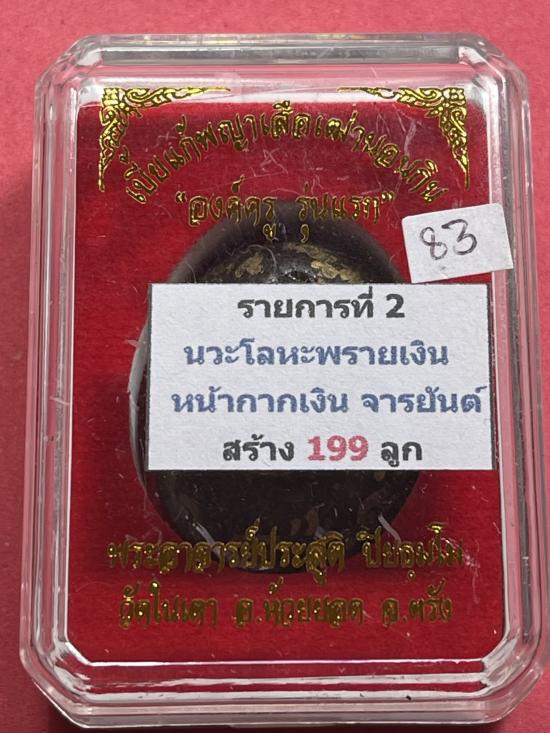 เบี้ยแก้พญาเสือเฒ่านอนกิน
"องค์ครู รุ่นแรก"
83
รายการที่ 2
นวะโลหะพรายเงิน
หน้ากากเงิน จารยันต์
สร้าง 199 ลูก
พระอาจารย์ประสูติ ปิยธมฺโม
วัดในเตา อ.ห้วยยอด จ.ตรัง